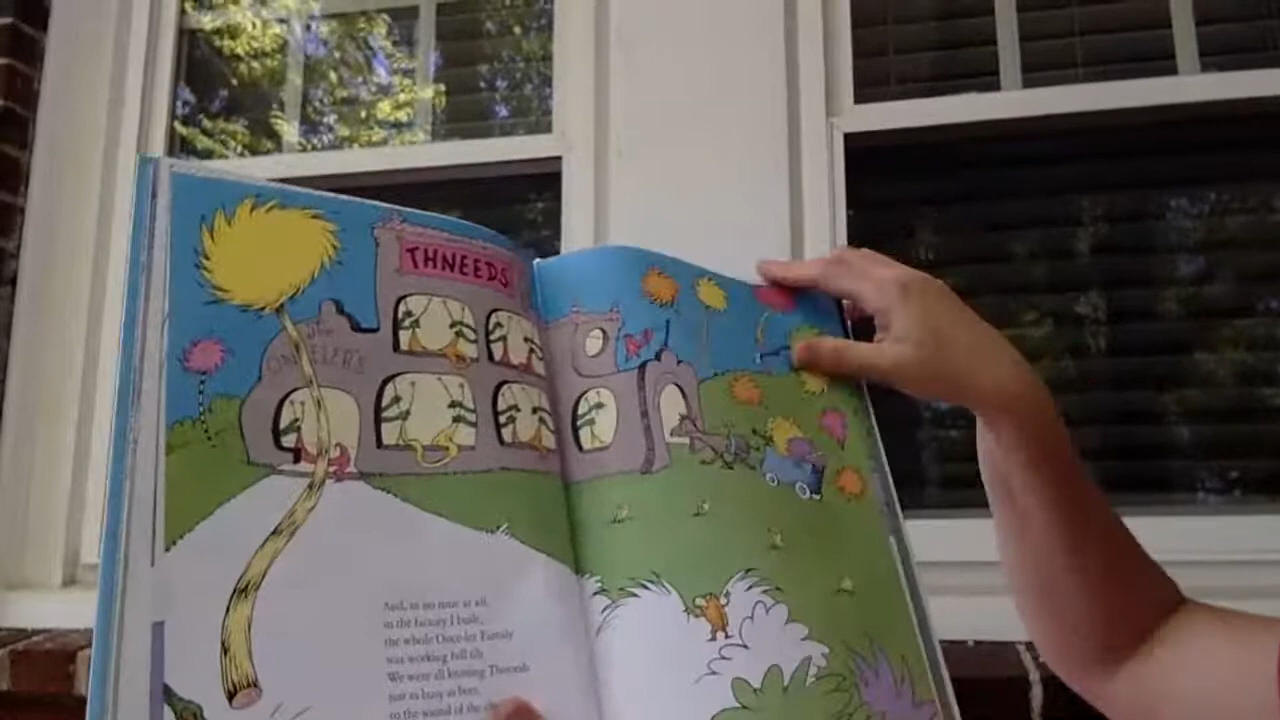 THNEEDS
The
ONCE-LER'S
And, in no time at all,
in the factory I built,
the whole Once-ler Family
was working full tilt.
We were all knitting Thneeds
just as busy as bees,
to the sound of the